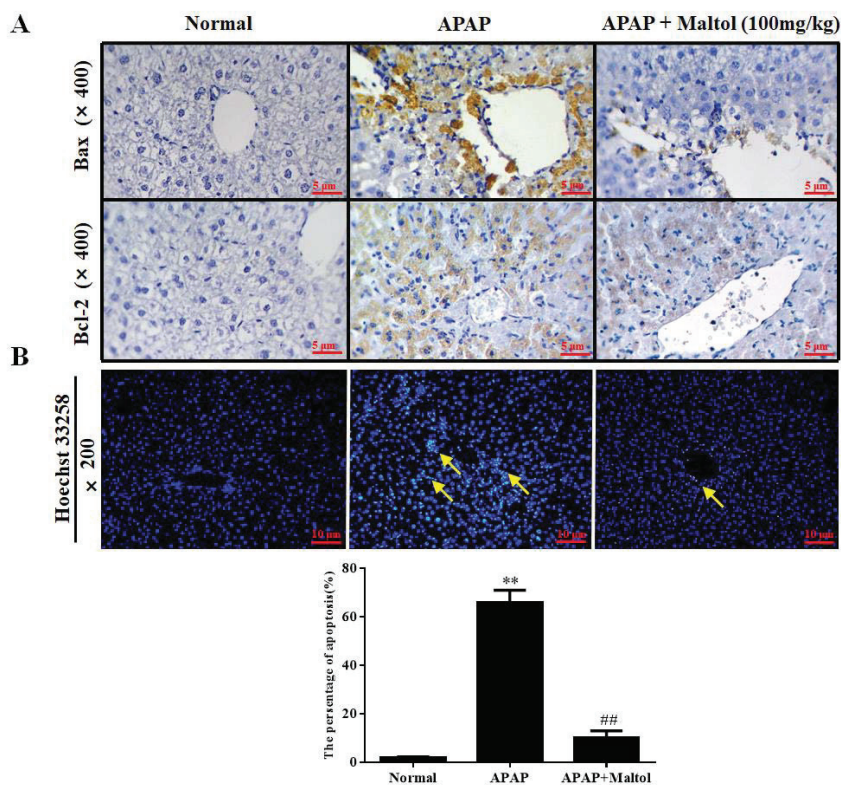 A
Normal
APAP
APAP + Maltol (100mg/kg)
Bax (× 400)
5 μm
5 μm
5 μm
Bcl-2 (× 400)
5 μm
5 μm
5 μm
B
Hoechst 33258
× 200
10 μm
10 μm
10 μm
The persentage of apoptosis(%)
80
60
40
20
0
**
##
Normal
APAP
APAP+Maltol